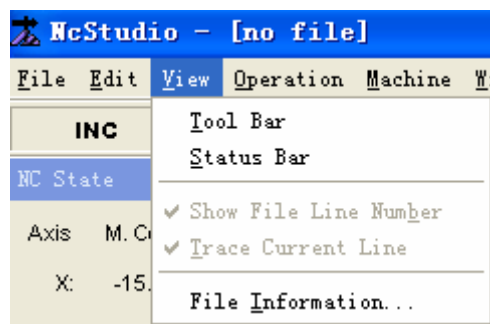 NcStudio - [no file]
File Edit View Operation Machine
INC
Tool Bar
Status Bar
NC State
Show File Line Number
Axis M.
Trace Current Line
X: -15.
File Information...